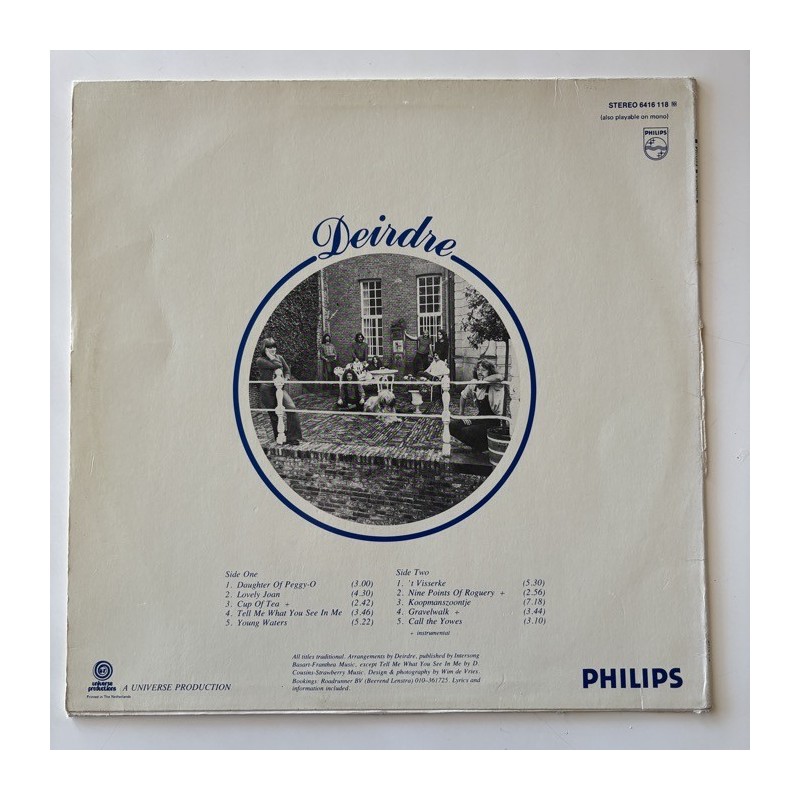 STEREO 6416 118
(also playable on mono)
PHILIPS
Deirdre
Side One
1. Daughter Of Peggy-O (3.00)
2. Lovely Joan (4.30)
3. Cup Of Tea + (2.42)
4. Tell Me What You See In Me (3.46)
5. Young Waters (5.22)
Side Two
1. 't Visserke (5.30)
2. Nine Points Of Roguery + (2.56)
3. Koopmanszoontje (7.18)
4. Gravelwalk + (3.44)
5. Call the Yowes (3.10)
+ instrumental
All titles traditional. Arrangements by Deirdre, published by Intersong
Basart-Franthea Music, except Tell Me What You See In Me by D.
Cousins-Strawberry Music. Design & photography by Wim de Vries.
Bookings: Roadrunner BV (Beerend Lenstra) 010-361725. Lyrics and
information included.
universe
productions
A UNIVERSE PRODUCTION
Printed in The Netherlands
PHILIPS